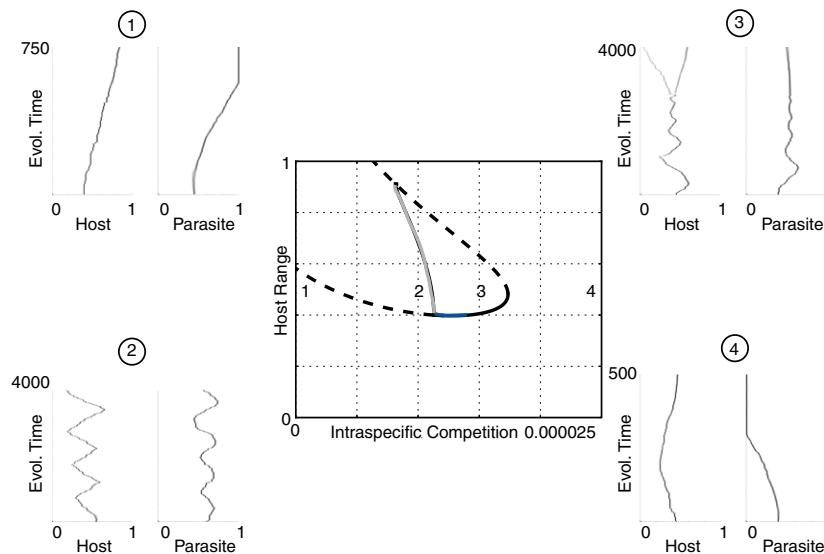 1
750
Evol. Time
0 1 0 1
Host Parasite
3
4000
Evol. Time
0 1 0
Host Parasite
1
Host Range
1 2 3 4
0
0 Intraspecific Competition 0.000025
2
4000
Evol. Time
0 1 0 1
Host Parasite
4
500
Evol. Time
0 1 0
Host Parasite